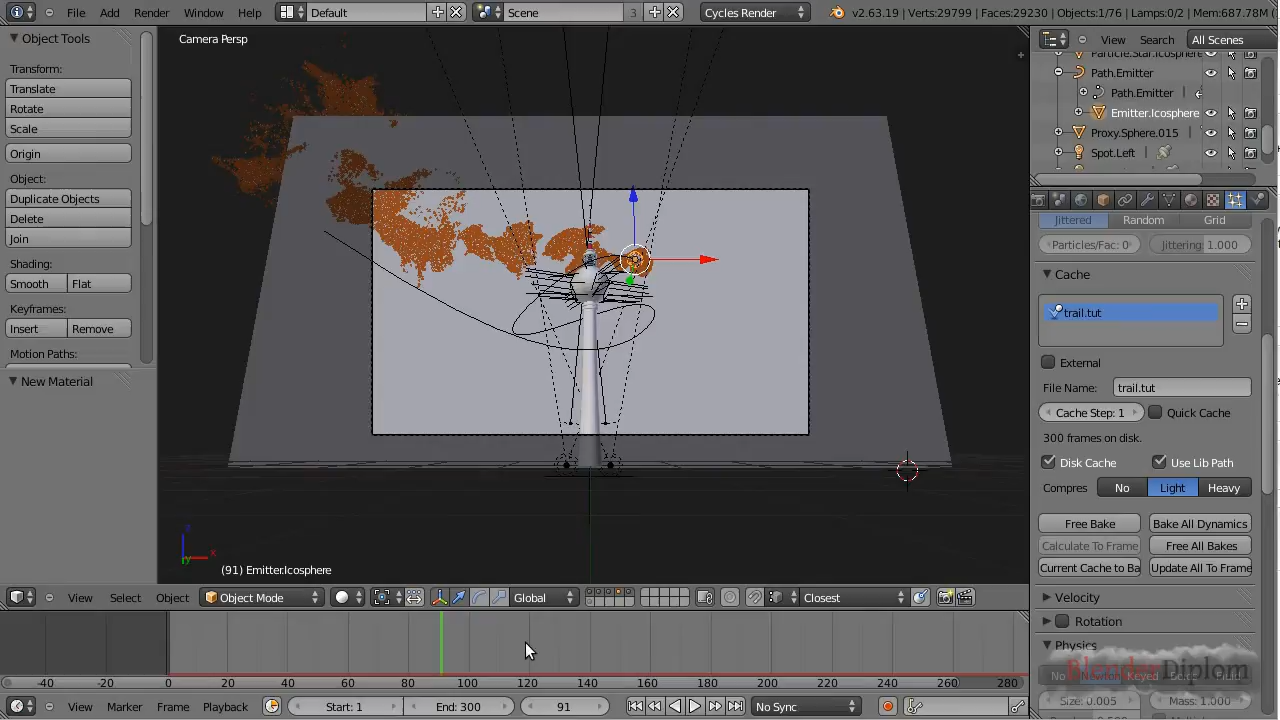 File Add Render Window Help Default Scene 3 Cycles Render v2.63.19 | Verts:29799 | Faces:29230 | Objects:1/76 | Lamps:0/2 | Mem:687.78M
Object Tools
Transform:
Translate
Rotate
Scale
Origin
Object:
Duplicate Objects
Delete
Join
Shading:
Smooth Flat
Keyframes:
Insert Remove
Motion Paths:
New Material
Camera Persp
(91) Emitter.Icosphere
View Select Object Object Mode Global Closest
-40 -20 0 20 40 60 80 100 120 140 160 180 200 220 240 260 280
View Marker Frame Playback Start: 1 End: 300 91 No Sync
View Search All Scenes
Particle.Star.Icosphere
Path.Emitter
Path.Emitter
Emitter.Icosphere
Proxy.Sphere.015
Spot.Left
Jittered Random Grid
Particles/Fac: 0 Jittering: 1.000
Cache
trail.tut
External
File Name: trail.tut
Cache Step: 1 Quick Cache
300 frames on disk.
Disk Cache Use Lib Path
Compres No Light Heavy
Free Bake Bake All Dynamics
Calculate To Frame Free All Bakes
Current Cache to Ba Update All To Frame
Velocity
Rotation
Physics
No Newton Keyed
Size: 0.005 Mass: 1.000
BlenderDiplom